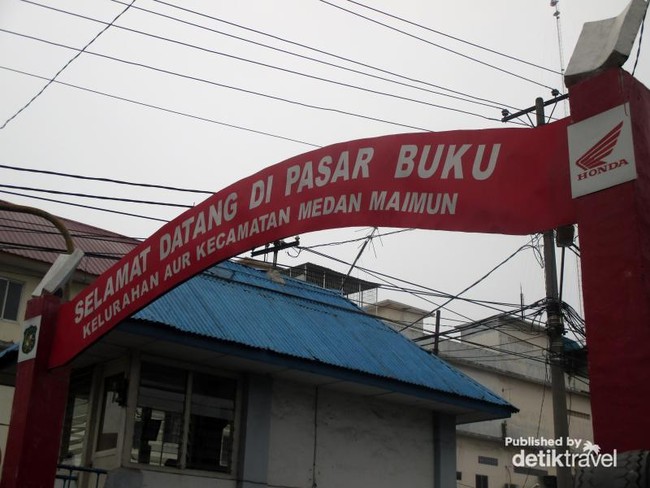 SELAMAT DATANG DI PASAR BUKU
KELURAHAN AUR KECAMATAN MEDAN MAIMUN
HONDA
Published by
detiktravel